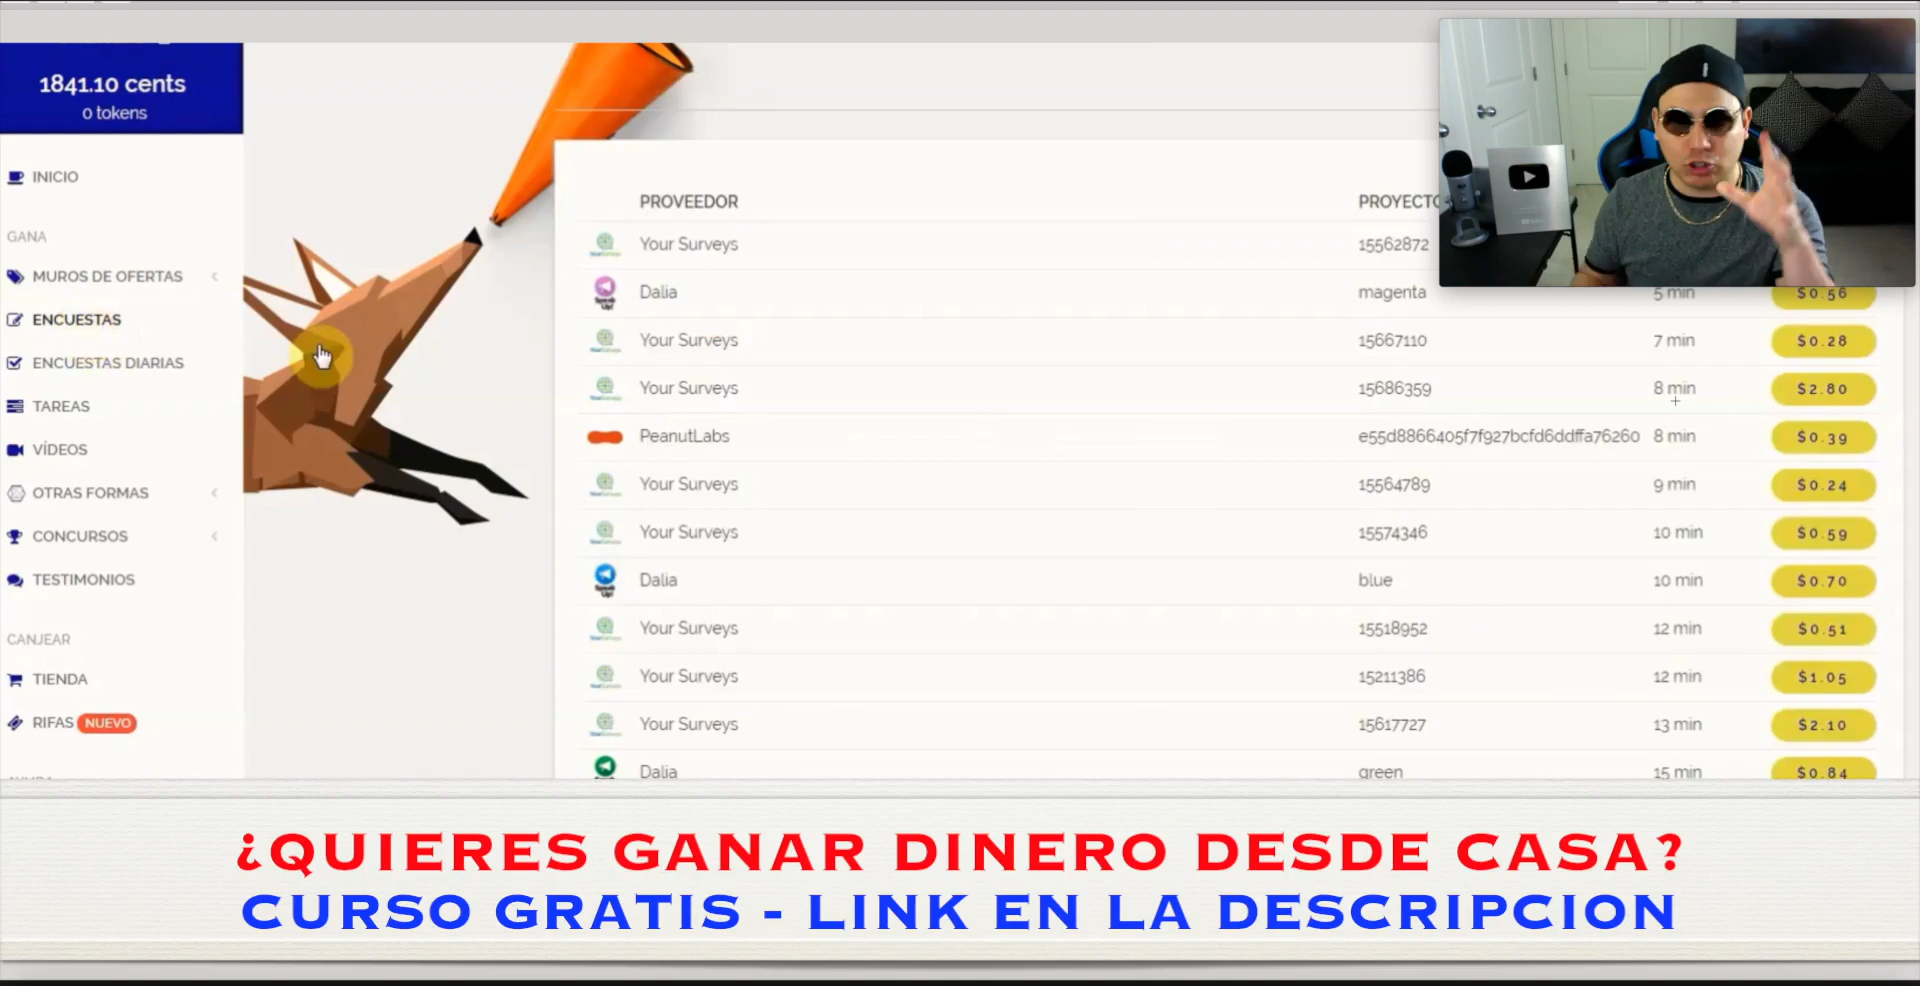 1841.10 cents
0 tokens
INICIO
GANA
MUROS DE OFERTAS
ENCUESTAS
ENCUESTAS DIARIAS
TAREAS
VÍDEOS
OTRAS FORMAS
CONCURSOS
TESTIMONIOS
CANJEAR
TIENDA
RIFAS NUEVO
PROVEEDOR PROYECTO
Your Surveys 15562872
Dalia magenta 5 min $0.56
Your Surveys 15667110 7 min $0.28
Your Surveys 15686359 8 min $2.80
PeanutLabs e55d8866405f7f927bcfd6ddffa76260 8 min $0.39
Your Surveys 15564789 9 min $0.24
Your Surveys 15574346 10 min $0.59
Dalia blue 10 min $0.70
Your Surveys 15518952 12 min $0.51
Your Surveys 15211386 12 min $1.05
Your Surveys 15617727 13 min $2.10
Dalia green 15 min $0.84
¿QUIERES GANAR DINERO DESDE CASA?
CURSO GRATIS - LINK EN LA DESCRIPCION